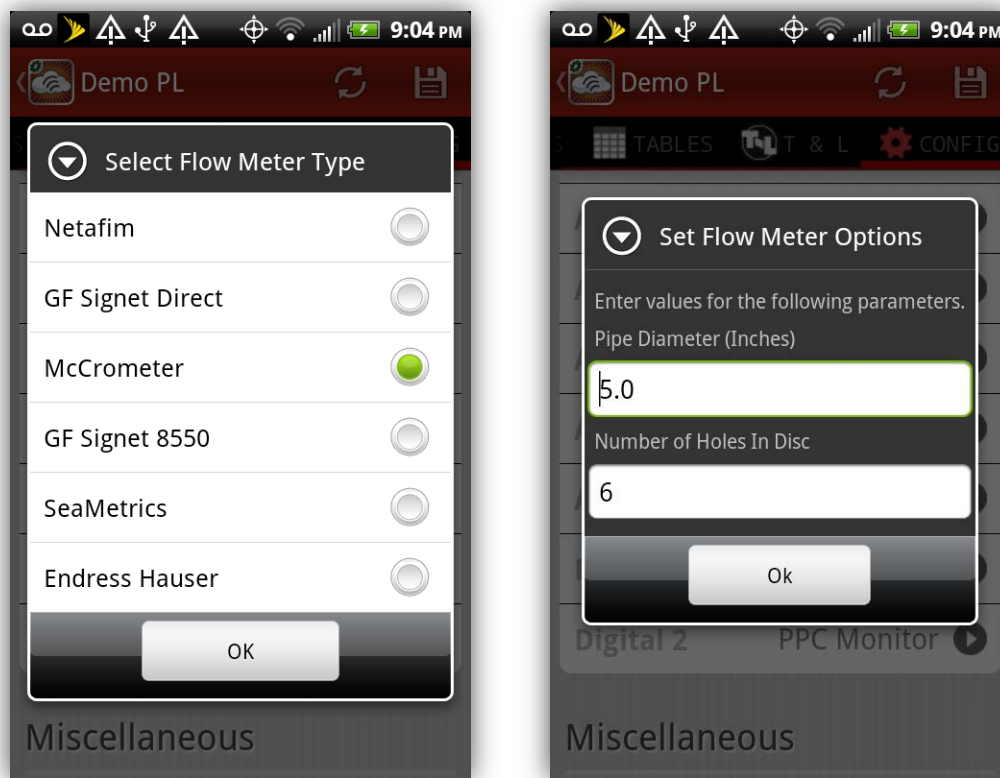 9:04 PM
Demo PL
Select Flow Meter Type
Netafim
GF Signet Direct
McCrometer
GF Signet 8550
SeaMetrics
Endress Hauser
OK
Miscellaneous
9:04 PM
Demo PL
S TABLES T & L CONFIG
Set Flow Meter Options
Enter values for the following parameters.
Pipe Diameter (Inches)
5.0
Number of Holes In Disc
6
Ok
Digital 2 PPC Monitor
Miscellaneous